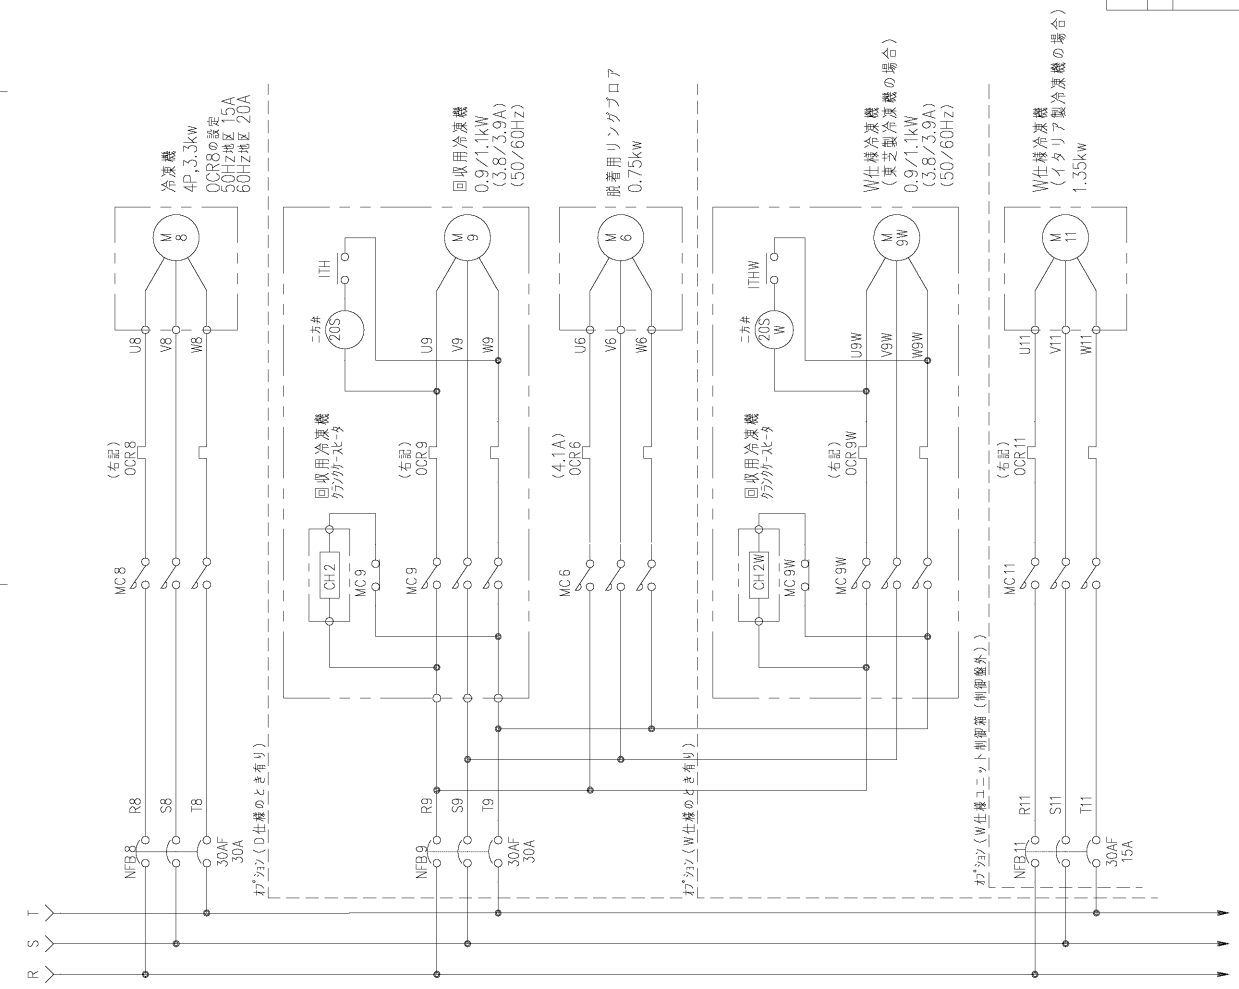 冷凍機
4P,3.3kw
OCR8の設定
50Hz地区 15A
60Hz地区 20A
M
8
U8
V8
W8
(右記)
OCR8
MC8
R8
S8
T8
NFB8
30AF
30A
オプション(D仕様のとき有り)
回収用冷凍機
0.9/1.1kW
(3.8/3.9A)
(50/60Hz)
M
9
ITH
二方弁
20S
U9
V9
W9
回収用冷凍機
クランクケースヒータ
(右記)
OCR9
CH2
MC9
MC9
R9
S9
T9
NFB9
30AF
30A
脱着用リングブロア
0.75kw
M
6
U6
V6
W6
(4.1A)
OCR6
MC6
オプション(W仕様のとき有り)
W仕様冷凍機
(東芝製冷凍機の場合)
0.9/1.1kW
(3.8/3.9A)
(50/60Hz)
M
9W
ITHW
二方弁
20S
W
U9W
V9W
W9W
回収用冷凍機
クランクケースヒータ
(右記)
OCR9W
CH2W
MC9W
MC9W
オプション(W仕様ユニット制御箱(制御盤外))
W仕様冷凍機
(イタリア製冷凍機の場合)
1.35kw
M
11
U11
V11
W11
(右記)
OCR11
MC11
R11
S11
T11
NFB11
30AF
15A
T
S
R